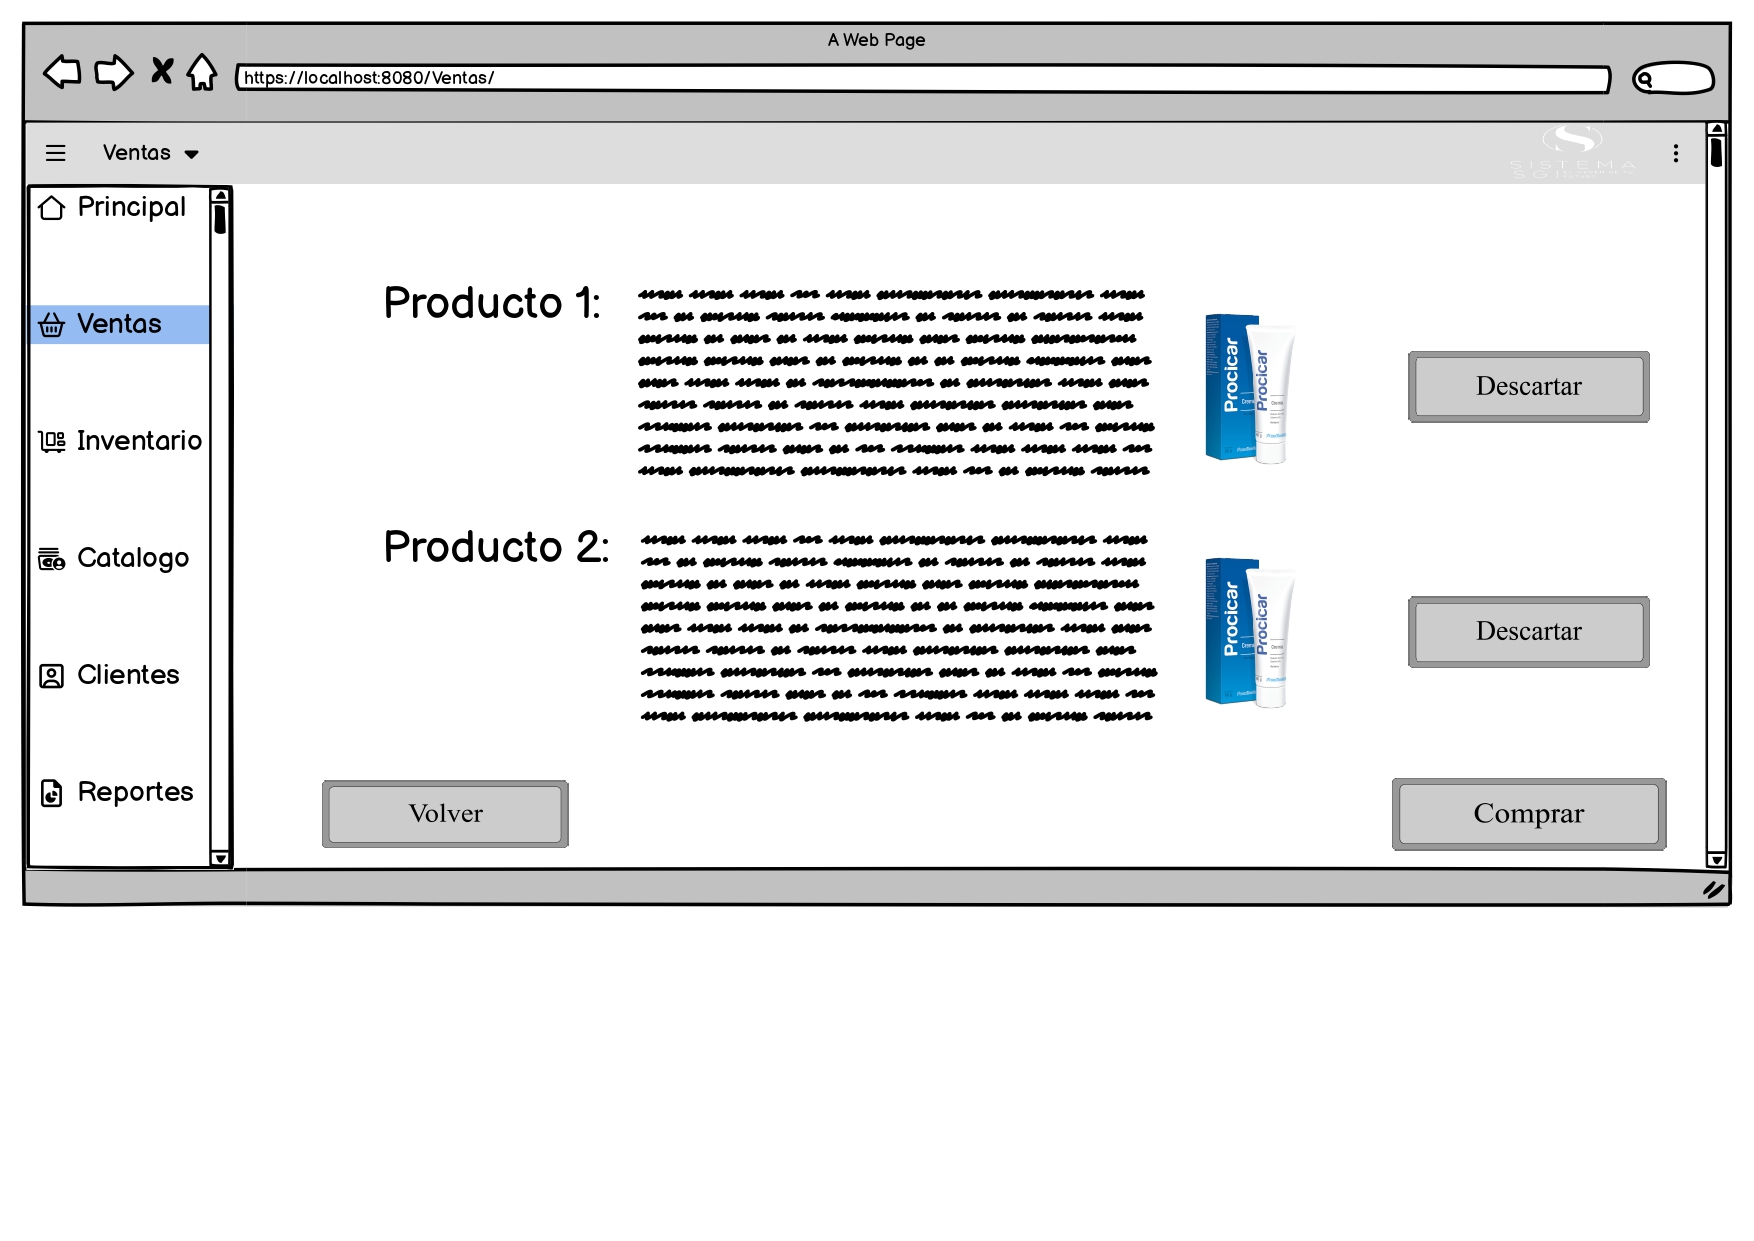 A Web Page
https://localhost:8080/Ventas/
Ventas
SISTEMA
SGI
Principal
Ventas
Inventario
Catalogo
Clientes
Reportes
Producto 1:
Procicar
Procicar
Descartar
Producto 2:
Procicar
Procicar
Descartar
Volver
Comprar